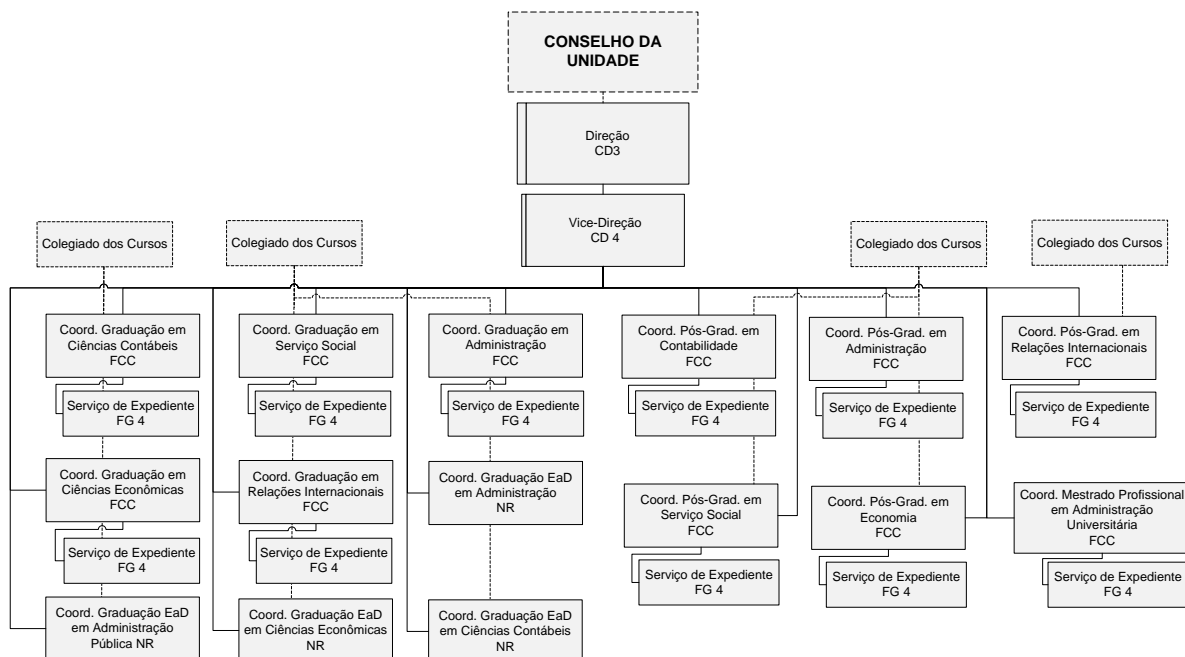 CONSELHO DA
UNIDADE
Direção
CD3
Vice-Direção
CD 4
Colegiado dos Cursos
Colegiado dos Cursos
Colegiado dos Cursos
Colegiado dos Cursos
Coord. Graduação em
Ciências Contábeis
FCC
Coord. Graduação em
Serviço Social
FCC
Coord. Graduação em
Administração
FCC
Coord. Pós-Grad. em
Contabilidade
FCC
Coord. Pós-Grad. em
Administração
FCC
Coord. Pós-Grad. em
Relações Internacionais
FCC
Serviço de Expediente
FG 4
Serviço de Expediente
FG 4
Serviço de Expediente
FG 4
Serviço de Expediente
FG 4
Serviço de Expediente
FG 4
Serviço de Expediente
FG 4
Coord. Graduação em
Ciências Econômicas
FCC
Coord. Graduação em
Relações Internacionais
FCC
Coord. Graduação EaD
em Administração
NR
Coord. Pós-Grad. em
Serviço Social
FCC
Coord. Pós-Grad. em
Economia
FCC
Coord. Mestrado Profissional
em Administração
Universitária
FCC
Serviço de Expediente
FG 4
Serviço de Expediente
FG 4
Serviço de Expediente
FG 4
Serviço de Expediente
FG 4
Serviço de Expediente
FG 4
Coord. Graduação EaD
em Administração
Pública NR
Coord. Graduação EaD
em Ciências Econômicas
NR
Coord. Graduação EaD
em Ciências Contábeis
NR